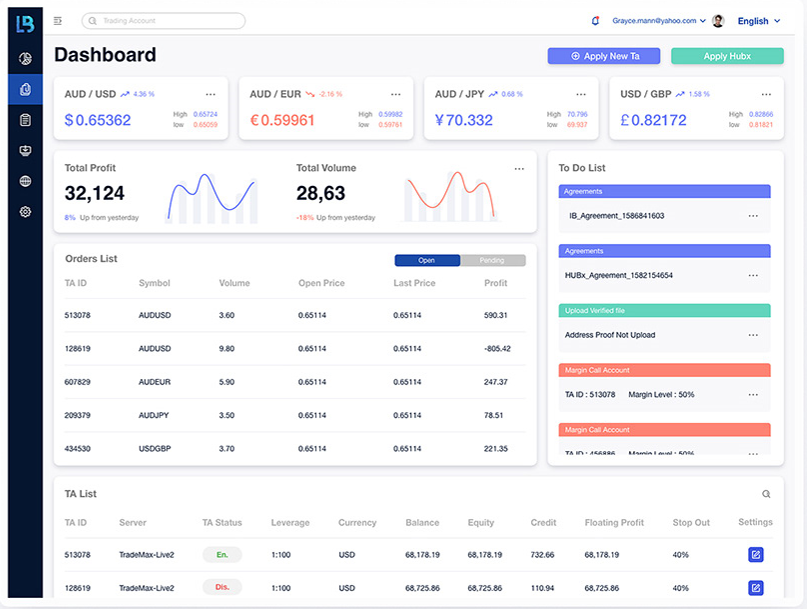 LB
Trading Account
Grayce.mann@yahoo.com
English
Dashboard
Apply New Ta
Apply Hubx
AUD / USD 4.36 %
$0.65362
High 0.65724
low 0.65059
AUD / EUR -2.16 %
€0.59961
High 0.59982
low 0.59761
AUD / JPY 0.68 %
¥70.332
High 70.796
low 69.937
USD / GBP 1.58 %
£0.82172
High 0.82866
low 0.81821
Total Profit
32,124
8% Up from yesterday
Total Volume
28,63
-18% Up from yesterday
To Do List
Agreements
IB_Agreement_1586841603
Agreements
HUBx_Agreement_1582154654
Upload Verified file
Address Proof Not Upload
Margin Call Account
TA ID : 513078 Margin Level : 50%
Margin Call Account
TA ID : 456886 Margin Level : 50%
Orders List
Open Pending
TA ID Symbol Volume Open Price Last Price Profit
513078 AUDUSD 3.60 0.65114 0.65114 590.31
128619 AUDUSD 9.80 0.65114 0.65114 -805.42
607829 AUDEUR 5.90 0.65114 0.65114 247.37
209379 AUDJPY 3.50 0.65114 0.65114 78.51
434530 USDGBP 3.70 0.65114 0.65114 221.35
TA List
TA ID Server TA Status Leverage Currency Balance Equity Credit Floating Profit Stop Out Settings
513078 TradeMax-Live2 En. 1:100 USD 68,178.19 68,178.19 732.66 68,178.19 40%
128619 TradeMax-Live2 Dis. 1:100 USD 68,725.86 68,725.86 110.94 68,725.86 40%